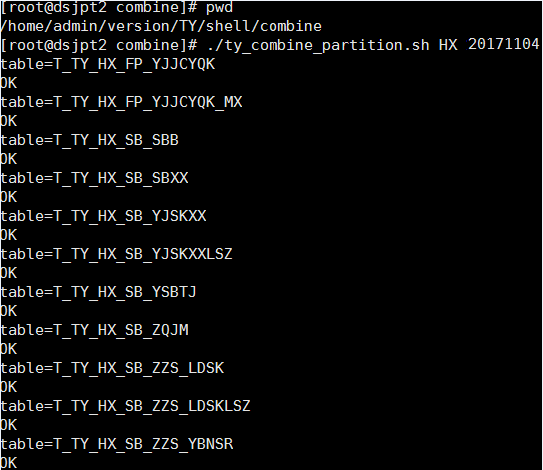 [root@dsjpt2 combine]# pwd
/home/admin/version/TY/shell/combine
[root@dsjpt2 combine]# ./ty_combine_partition.sh HX 20171104
table=T_TY_HX_FP_YJJCYQK
OK
table=T_TY_HX_FP_YJJCYQK_MX
OK
table=T_TY_HX_SB_SBB
OK
table=T_TY_HX_SB_SBXX
OK
table=T_TY_HX_SB_YJSKXX
OK
table=T_TY_HX_SB_YJSKXXLSZ
OK
table=T_TY_HX_SB_YSBTJ
OK
table=T_TY_HX_SB_ZQJM
OK
table=T_TY_HX_SB_ZZS_LDSK
OK
table=T_TY_HX_SB_ZZS_LDSKLSZ
OK
table=T_TY_HX_SB_ZZS_YBNSR
OK